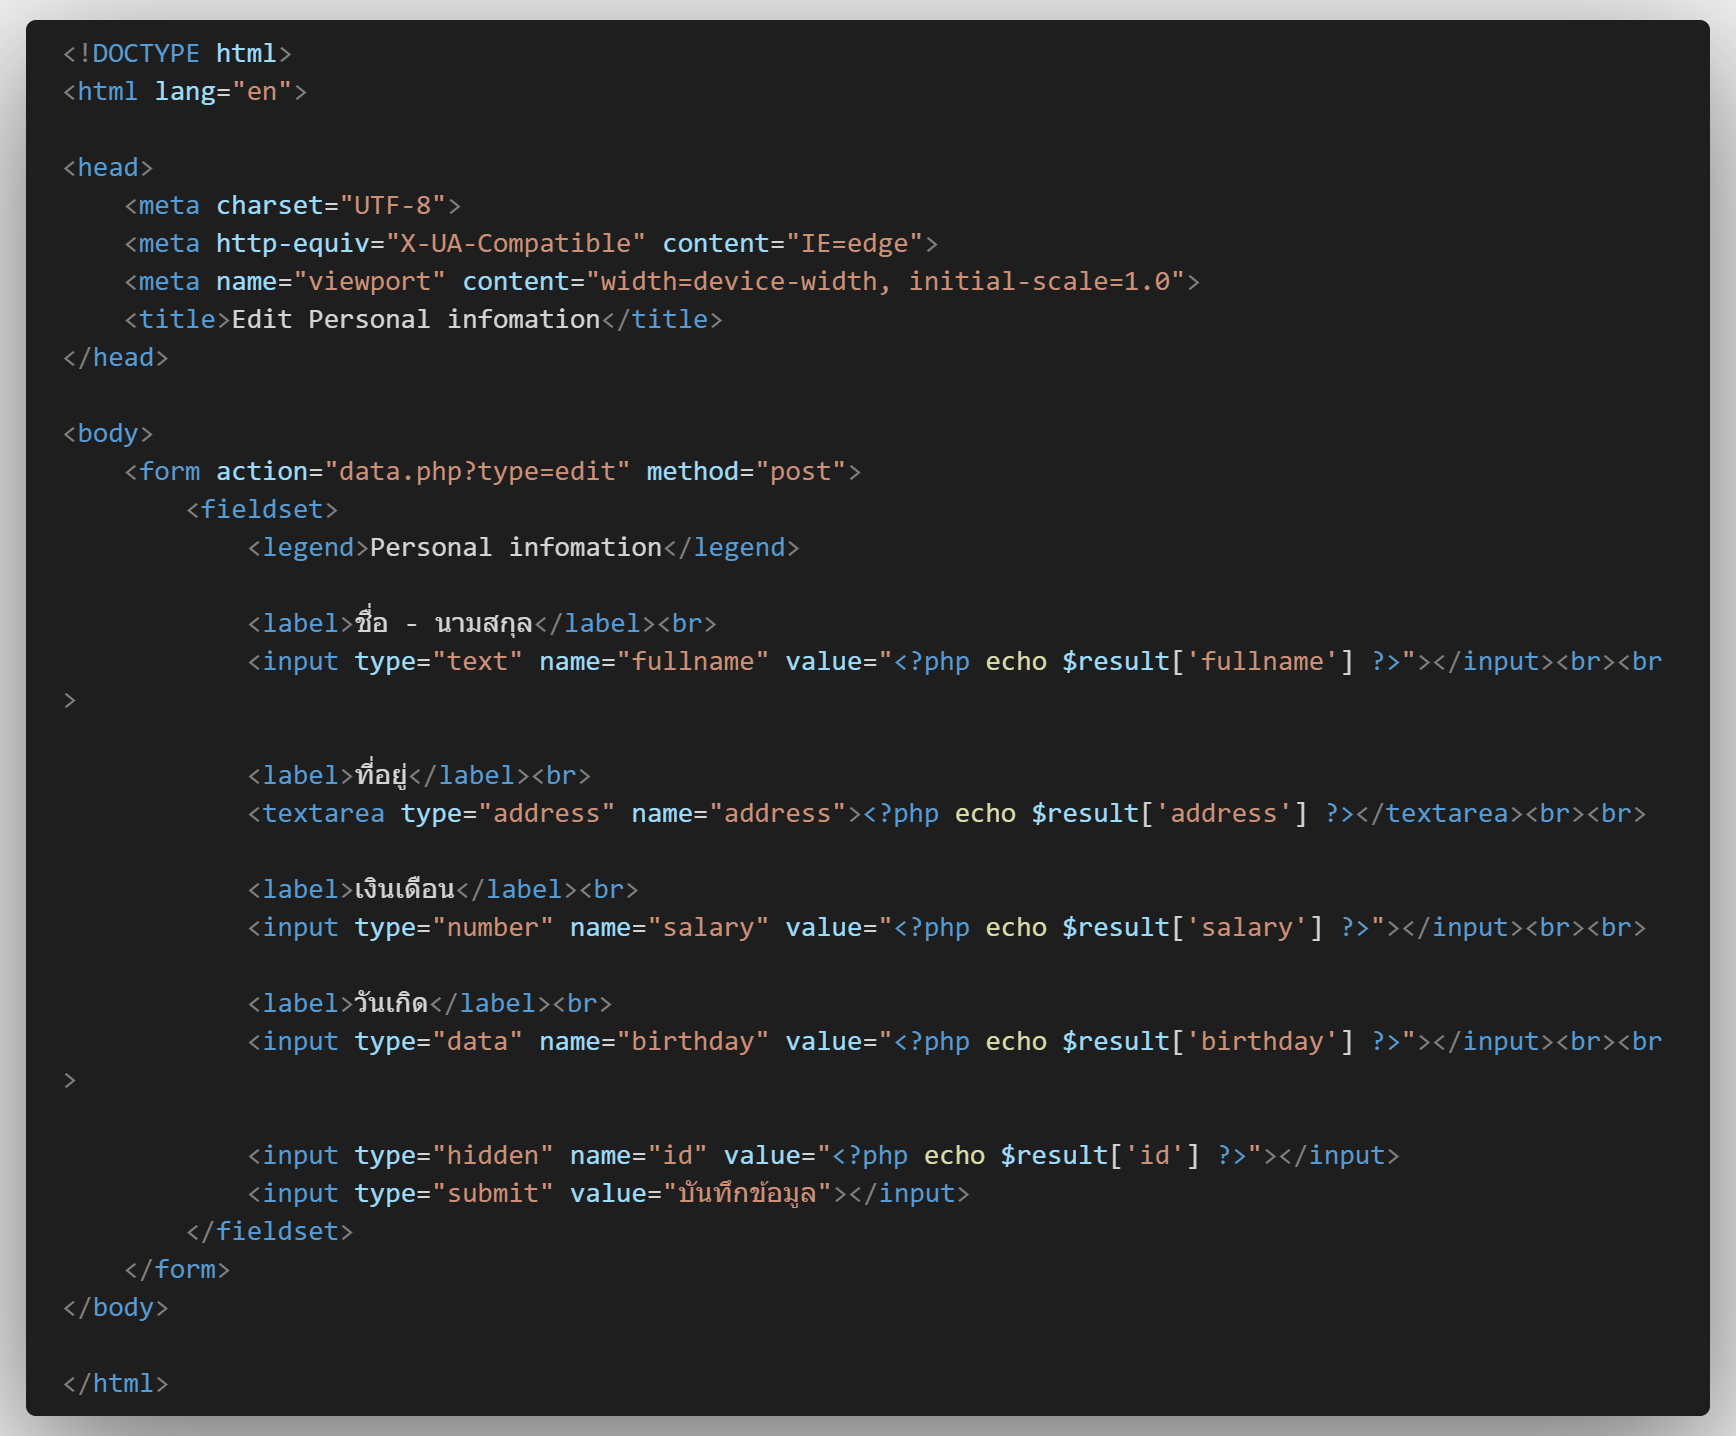 <!DOCTYPE html>
<html lang="en">
<head>
<meta charset="UTF-8">
<meta http-equiv="X-UA-Compatible" content="IE=edge">
<meta name="viewport" content="width=device-width, initial-scale=1.0">
<title>Edit Personal infomation</title>
</head>
<body>
<form action="data.php?type=edit" method="post">
<fieldset>
<legend>Personal infomation</legend>
<label>ชื่อ - นามสกุล</label><br>
<input type="text" name="fullname" value="<?php echo $result['fullname'] ?>"></input><br><br
>
<label>ที่อยู่</label><br>
<textarea type="address" name="address"><?php echo $result['address'] ?></textarea><br><br>
<label>เงินเดือน</label><br>
<input type="number" name="salary" value="<?php echo $result['salary'] ?>"></input><br><br>
<label>วันเกิด</label><br>
<input type="data" name="birthday" value="<?php echo $result['birthday'] ?>"></input><br><br
>
<input type="hidden" name="id" value="<?php echo $result['id'] ?>"></input>
<input type="submit" value="บันทึกข้อมูล"></input>
</fieldset>
</form>
</body>
</html>